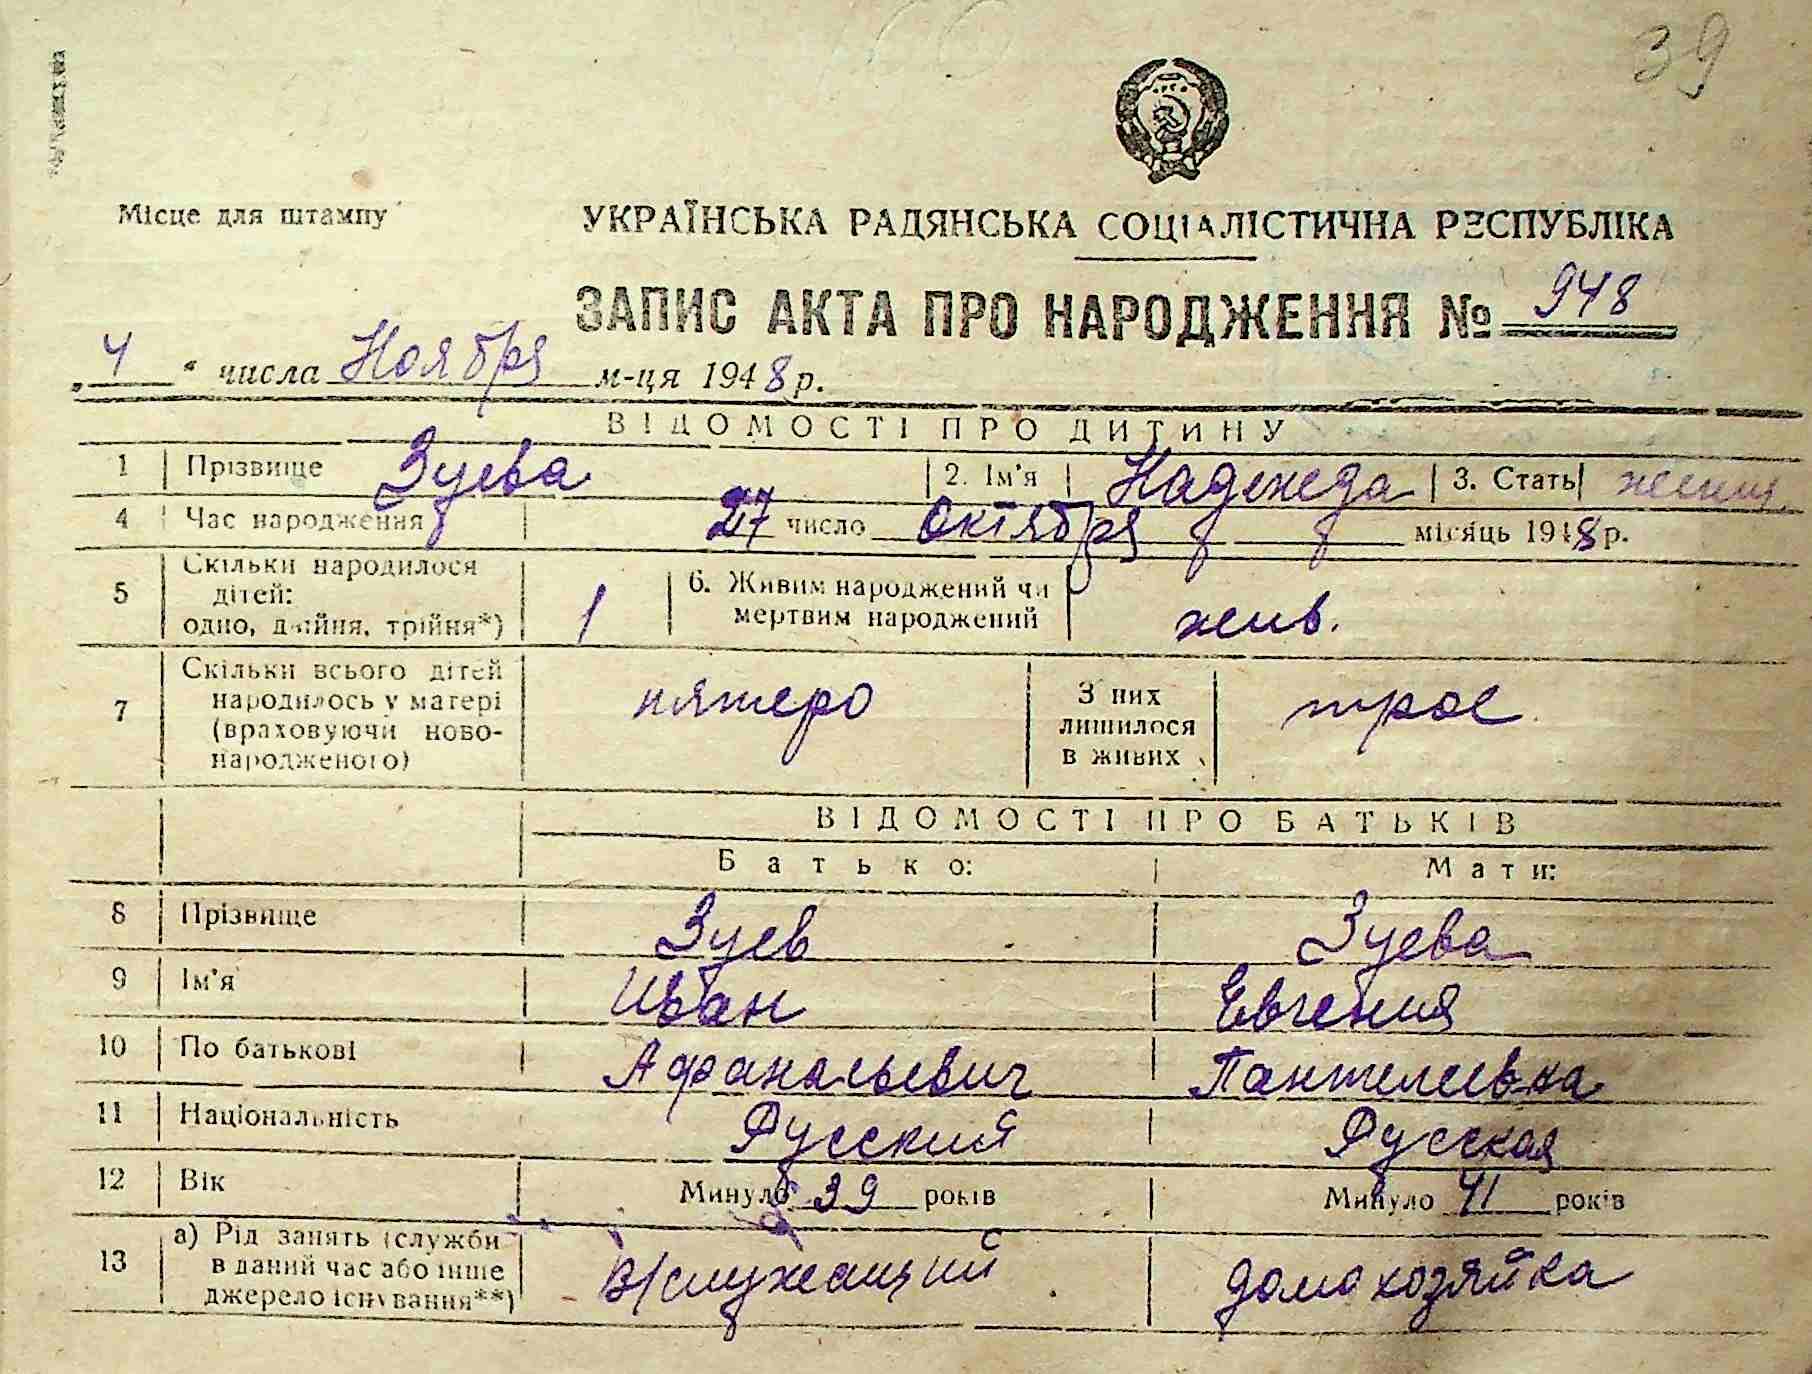 39
Місце для штампу
УКРАЇНСЬКА РАДЯНСЬКА СОЦІАЛІСТИЧНА РЕСПУБЛІКА
ЗАПИС АКТА ПРО НАРОДЖЕННЯ № 948
„4“ числа Ноября м-ця 1948 р.
ВІДОМОСТІ ПРО ДИТИНУ
1 Прізвище Зуева 2. Ім'я Надежда 3. Стать женщ.
4 Час народження 27 число Октября місяць 1948 р.
5 Скільки народилося дітей: одно, двійня, трійня*) 1 6. Живим народжений чи мертвим народжений жив.
7 Скільки всього дітей народилось у матері (враховуючи новонародженого) пятеро З них лишилося в живих трое
ВІДОМОСТІ ПРО БАТЬКІВ
Батько: Мати:
8 Прізвище Зуев Зуева
9 Ім'я Иван Евгения
10 По батькові Афанасьевич Пантелеевна
11 Національність Русский Русская
12 Вік Минуло 39 років Минуло 41 років
13 а) Рід занять (служби в даний час або інше джерело існування**) в/служащий домохозяйка